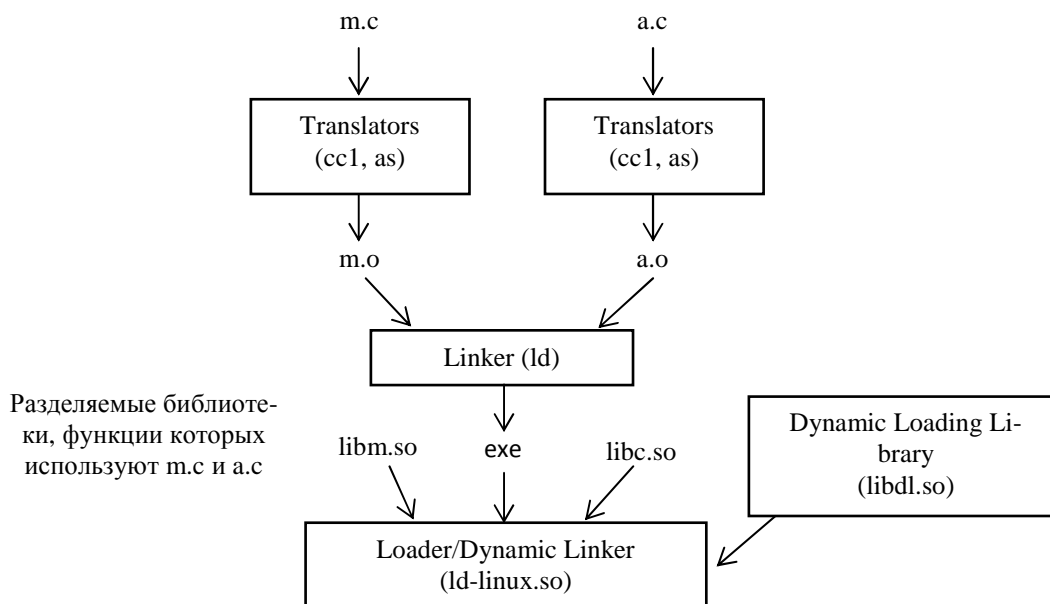 m.c
a.c
Translators
(cc1, as)
Translators
(cc1, as)
m.o
a.o
Linker (ld)
Разделяемые библиоте-
ки, функции которых
используют m.c и a.c
libm.so
exe
libc.so
Dynamic Loading Li-
brary
(libdl.so)
Loader/Dynamic Linker
(ld-linux.so)